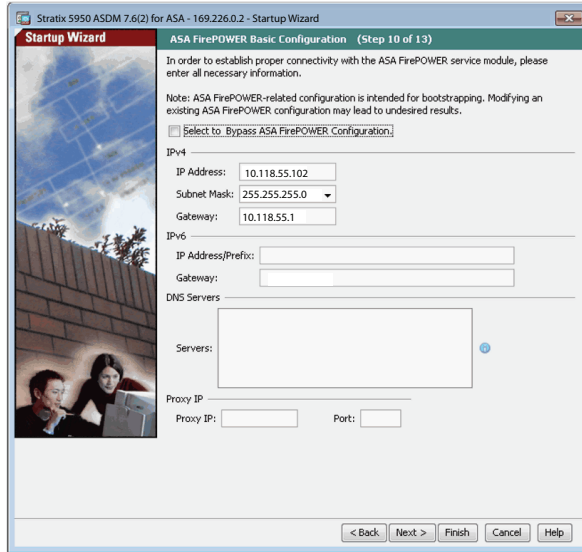 Stratix 5950 ASDM 7.6(2) for ASA - 169.226.0.2 - Startup Wizard
Startup Wizard
ASA FirePOWER Basic Configuration (Step 10 of 13)
In order to establish proper connectivity with the ASA FirePOWER service module, please
enter all necessary information.
Note: ASA FirePOWER-related configuration is intended for bootstrapping. Modifying an
existing ASA FirePOWER configuration may lead to undesired results.
Select to Bypass ASA FirePOWER Configuration.
IPv4
IP Address: 10.118.55.102
Subnet Mask: 255.255.255.0
Gateway: 10.118.55.1
IPv6
IP Address/Prefix:
Gateway:
DNS Servers
Servers:
Proxy IP
Proxy IP: Port:
< Back Next > Finish Cancel Help